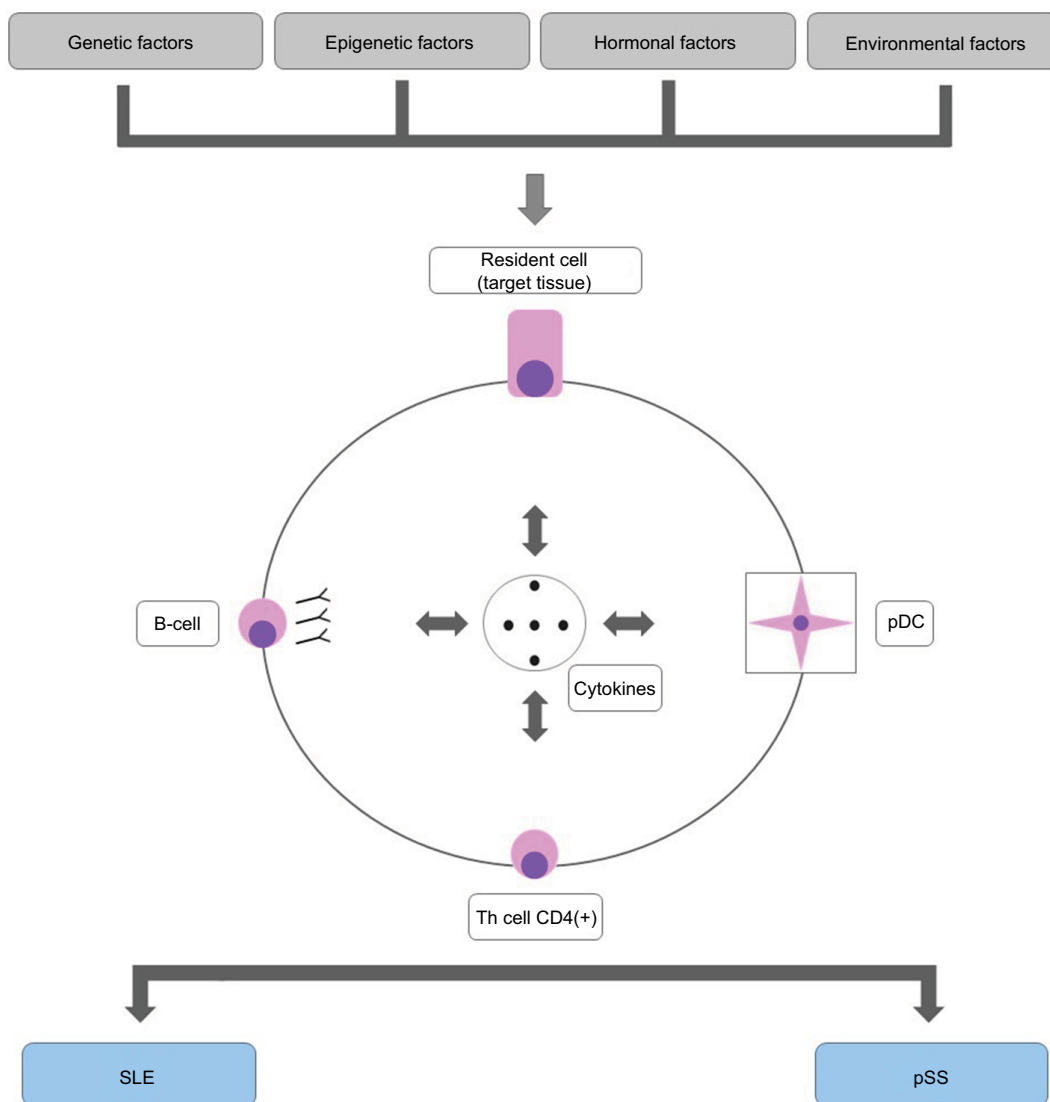 Genetic factors
Epigenetic factors
Hormonal factors
Environmental factors
Resident cell
(target tissue)
B-cell
pDC
Cytokines
Th cell CD4(+)
SLE
pSS